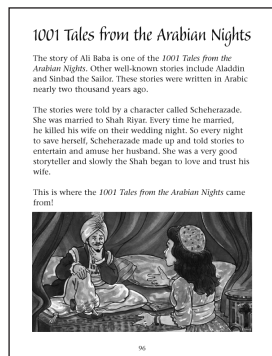 1001 Tales from the Arabian Nights
The story of Ali Baba is one of the 1001 Tales from the
Arabian Nights. Other well-known stories include Aladdin
and Sinbad the Sailor. These stories were written in Arabic
nearly two thousand years ago.
The stories were told by a character called Scheherazade.
She was married to Shah Riyar. Every time he married,
he killed his wife on their wedding night. So every night
to save herself, Scheherazade made up and told stories to
entertain and amuse her husband. She was a very good
storyteller and slowly the Shah began to love and trust his
wife.
This is where the 1001 Tales from the Arabian Nights came
from!
96